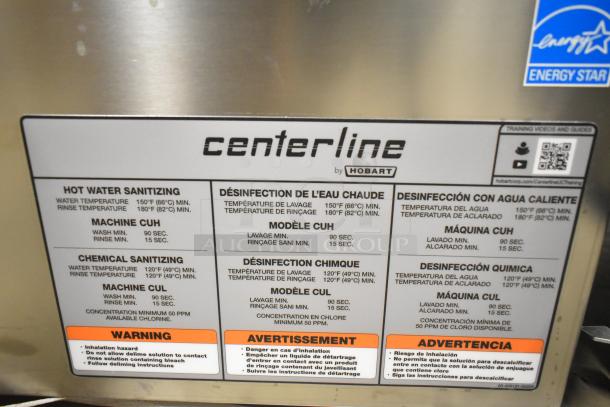 energy
ENERGY STAR
centerline
by HOBART
TRAINING VIDEOS AND GUIDES
hobartcorp.com/CenterlineUCTraining
HOT WATER SANITIZING
WATER TEMPERATURE 150°F (66°C) MIN.
RINSE TEMPERATURE 180°F (82°C) MIN.
MACHINE CUH
WASH MIN. 90 SEC.
RINSE MIN. 15 SEC.
CHEMICAL SANITIZING
WATER TEMPERATURE 120°F (49°C) MIN.
RINSE TEMPERATURE 120°F (49°C) MIN.
MACHINE CUL
WASH MIN. 90 SEC.
RINSE MIN. 15 SEC.
CONCENTRATION MINIMUM 50 PPM
AVAILABLE CHLORINE.
WARNING
• Inhalation hazard
• Do not allow delime solution to contact
rinse solution containing bleach
• Follow deliming instructions
DÉSINFECTION DE L'EAU CHAUDE
TEMPÉRATURE DE LAVAGE 150°F (66°C) MIN.
TEMPÉRATURE DE RINÇAGE 180°F (82°C) MIN.
MODÈLE CUH
LAVAGE MIN. 90 SEC.
RINÇAGE SANI MIN. 15 SEC.
DÉSINFECTION CHIMQUE
TEMPÉRATURE DE LAVAGE 120°F (49°C) MIN.
TEMPÉRATURE DE RINÇAGE 120°F (49°C) MIN.
MODÈLE CUL
LAVAGE MIN. 90 SEC.
RINÇAGE SANI MIN. 15 SEC.
CONCENTRATION EN CHLORE
MINIMUM 50 PPM.
AVERTISSEMENT
• Danger en cas d'inhalation
• Empêcher un liquide de détartrage
d'entrer en contact avec un produit
de rinçage contenant du javellisant
• Suivre les instructions de détartrage
DESINFECCIÓN CON AGUA CALIENTE
TEMPERATURA DEL AGUA 150°F (66°C) MIN.
TEMPERATURA DE ACLARADO 180°F (82°C) MIN.
MÁQUINA CUH
LAVADO MIN. 90 SEC.
ALCARADO MIN. 15 SEC.
DESINFECCIÓN QUIMICA
TEMPERATURA DEL AGUA 120°F (49°C) MIN.
TEMPERATURA DE ACLARADO 120°F (49°C) MIN.
MÁQUINA CUL
LAVADO MIN. 90 SEC.
ALCARADO MIN. 15 SEC.
CONCENTRACIÓN MÍNIMA DE
50 PPM DE CLORO DISPONIBLE.
ADVERTENCIA
• Riesgo de inhalación
• No permita que la solución para descalcificar
entre en contacto con la solución de enjuague
que contiene cloro
• Siga las instrucciones para descalcificar
AUCTION GROUP